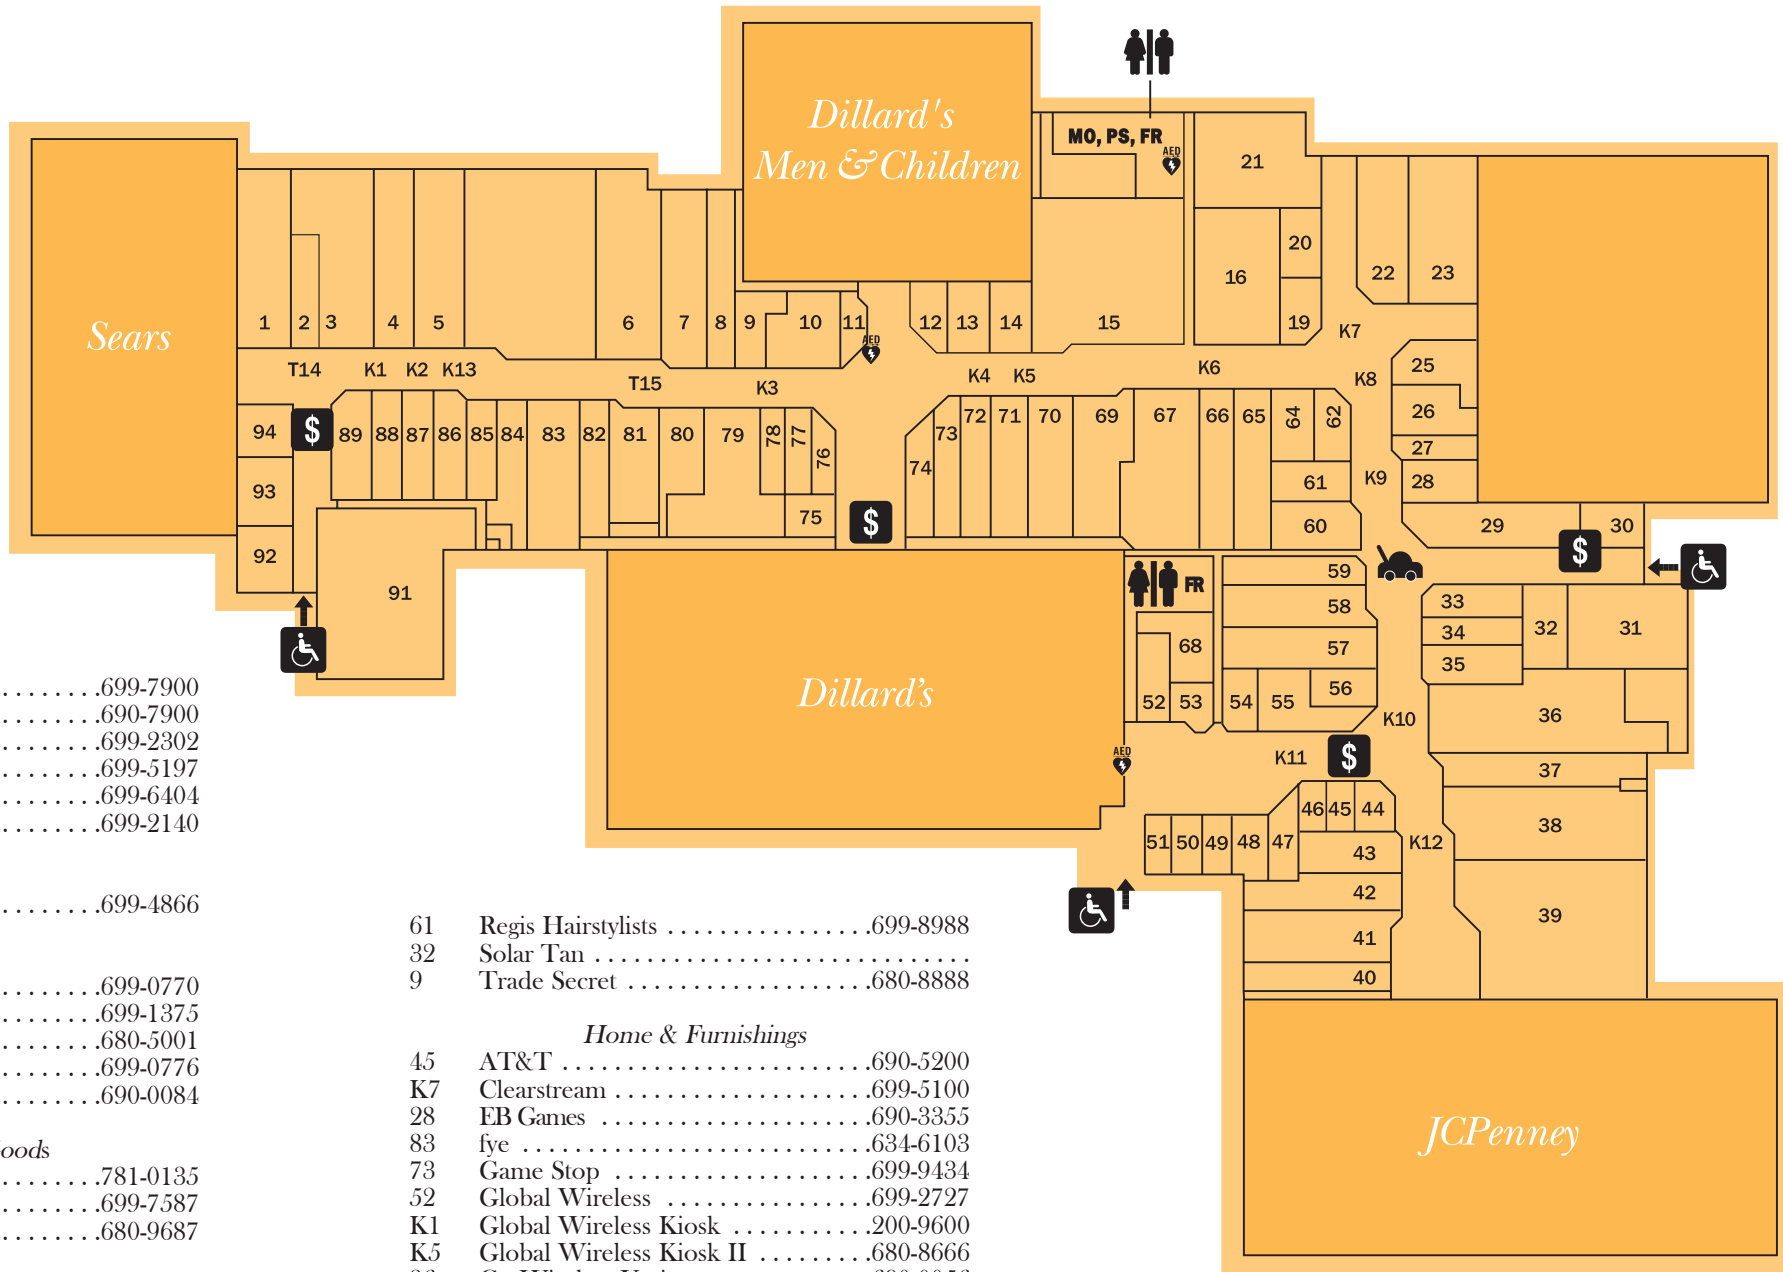 Dillard's
Men & Children
MO, PS, FR
AED
21
20
16
19
22
23
Sears
1 2 3 4 5 6 7 8 9 10 11 12 13 14 15
AED
K7
T14 K1 K2 K13 T15 K3 K4 K5 K6 K8
25
26
27
28
94 $ 89 88 87 86 85 84 83 82 81 80 79 78 77 76 74 73 72 71 70 69 67 66 65 64 62
93
61 K9
75 $ 60
29 30
$
92
91
FR
59
58
57
56
68
52 53 54 55
33
34
35
32 31
36
K10
Dillard's
AED
K11 $
37
46 45 44
38
51 50 49 48 47
43 K12
42
41
40
39
JCPenney
. . . . . . . .699-7900
. . . . . . . .690-7900
. . . . . . . .699-2302
. . . . . . . .699-5197
. . . . . . . .699-6404
. . . . . . . .699-2140
. . . . . . . .699-4866
. . . . . . . .699-0770
. . . . . . . .699-1375
. . . . . . . .680-5001
. . . . . . . .699-0776
. . . . . . . .690-0084
oods
. . . . . . . .781-0135
. . . . . . . .699-7587
. . . . . . . .680-9687
61 Regis Hairstylists . . . . . . . . . . . . . . . .699-8988
32 Solar Tan . . . . . . . . . . . . . . . . . . . . . . . . . . . . .
9 Trade Secret . . . . . . . . . . . . . . . . . . .680-8888
Home & Furnishings
45 AT&T . . . . . . . . . . . . . . . . . . . . . . . .690-5200
K7 Clearstream . . . . . . . . . . . . . . . . . . . .699-5100
28 EB Games . . . . . . . . . . . . . . . . . . . . .690-3355
83 fye . . . . . . . . . . . . . . . . . . . . . . . . . . .634-6103
73 Game Stop . . . . . . . . . . . . . . . . . . . .699-9434
52 Global Wireless . . . . . . . . . . . . . . . .699-2727
K1 Global Wireless Kiosk . . . . . . . . . . .200-9600
K5 Global Wireless Kiosk II . . . . . . . . .680-8666